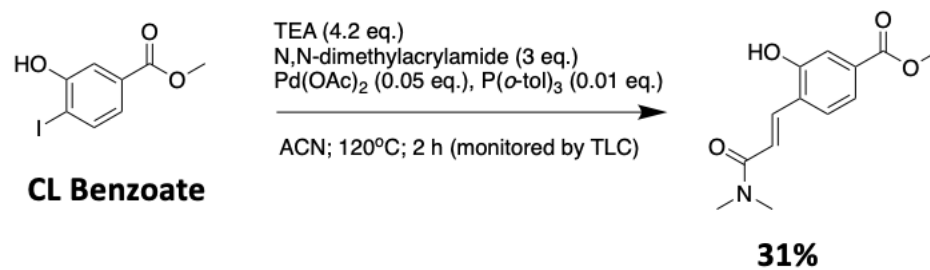 TEA (4.2 eq.)
N,N-dimethylacrylamide (3 eq.)
Pd(OAc)₂ (0.05 eq.), P(o-tol)₃ (0.01 eq.)
ACN; 120°C; 2 h (monitored by TLC)
HO
O
O
I
CL Benzoate
HO
O
O
O
N
31%